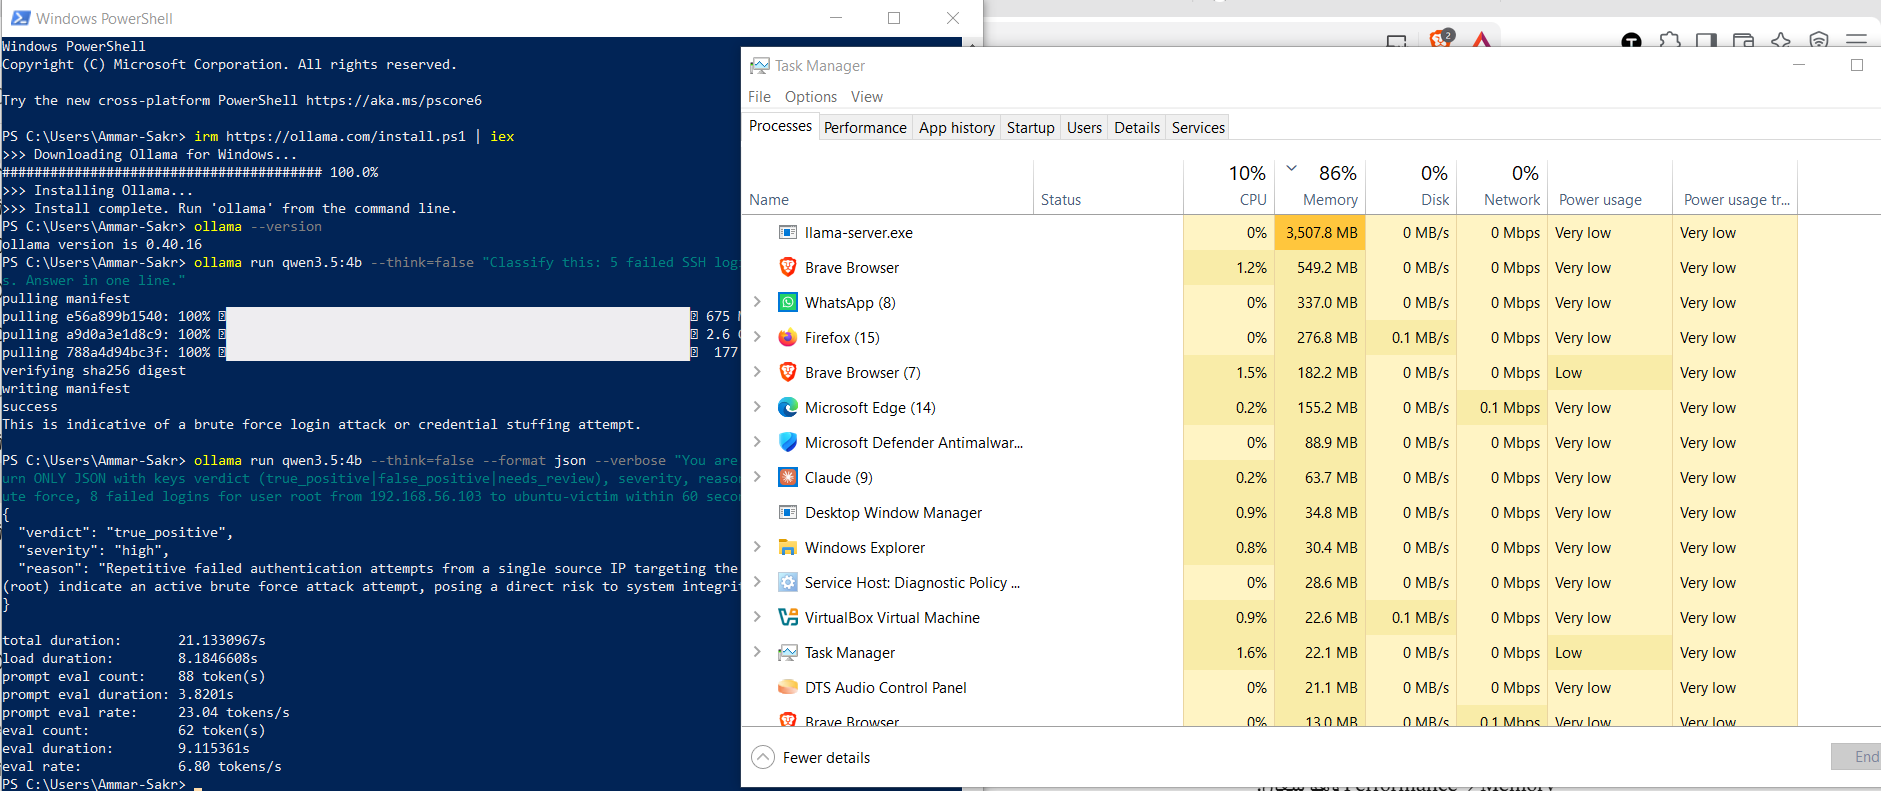 Windows PowerShell
Windows PowerShell
Copyright (C) Microsoft Corporation. All rights reserved.
Try the new cross-platform PowerShell https://aka.ms/pscore6
PS C:\Users\Ammar-Sakr> irm https://ollama.com/install.ps1 | iex
>>> Downloading Ollama for Windows...
######################################## 100.0%
>>> Installing Ollama...
>>> Install complete. Run 'ollama' from the command line.
PS C:\Users\Ammar-Sakr> ollama --version
ollama version is 0.40.16
PS C:\Users\Ammar-Sakr> ollama run qwen3.5:4b --think=false "Classify this: 5 failed SSH
s. Answer in one line."
pulling manifest
pulling e56a899b1540: 100% 675
pulling a9d0a3e1d8c9: 100% 2.6
pulling 788a4d94bc3f: 100% 177
verifying sha256 digest
writing manifest
success
This is indicative of a brute force login attack or credential stuffing attempt.
PS C:\Users\Ammar-Sakr> ollama run qwen3.5:4b --think=false --format json --verbose "You are
urn ONLY JSON with keys verdict (true_positive|false_positive|needs_review), severity,
ute force, 8 failed logins for user root from 192.168.56.103 to ubuntu-victim within 60
{
"verdict": "true_positive",
"severity": "high",
"reason": "Repetitive failed authentication attempts from a single source IP targeting the
(root) indicate an active brute force attack attempt, posing a direct risk to system
}
total duration: 21.1330967s
load duration: 8.1846608s
prompt eval count: 88 token(s)
prompt eval duration: 3.8201s
prompt eval rate: 23.04 tokens/s
eval count: 62 token(s)
eval duration: 9.115361s
eval rate: 6.80 tokens/s
PS C:\Users\Ammar-Sakr>
2
T
Task Manager
File Options View
Processes Performance App history Startup Users Details Services
10% 86% 0% 0%
Name Status CPU Memory Disk Network Power usage Power usage tr...
llama-server.exe 0% 3,507.8 MB 0 MB/s 0 Mbps Very low Very low
Brave Browser 1.2% 549.2 MB 0 MB/s 0 Mbps Very low Very low
WhatsApp (8) 0% 337.0 MB 0 MB/s 0 Mbps Very low Very low
Firefox (15) 0% 276.8 MB 0.1 MB/s 0 Mbps Very low Very low
Brave Browser (7) 1.5% 182.2 MB 0 MB/s 0 Mbps Low Very low
Microsoft Edge (14) 0.2% 155.2 MB 0 MB/s 0.1 Mbps Very low Very low
Microsoft Defender Antimalwar... 0% 88.9 MB 0 MB/s 0 Mbps Very low Very low
Claude (9) 0.2% 63.7 MB 0 MB/s 0 Mbps Very low Very low
Desktop Window Manager 0.9% 34.8 MB 0 MB/s 0 Mbps Very low Very low
Windows Explorer 0.8% 30.4 MB 0 MB/s 0 Mbps Very low Very low
Service Host: Diagnostic Policy ... 0% 28.6 MB 0 MB/s 0 Mbps Very low Very low
VirtualBox Virtual Machine 0.9% 22.6 MB 0.1 MB/s 0 Mbps Very low Very low
Task Manager 1.6% 22.1 MB 0 MB/s 0 Mbps Low Very low
DTS Audio Control Panel 0% 21.1 MB 0 MB/s 0 Mbps Very low Very low
Brave Browser 0% 13.0 MB 0 MB/s 0.1 Mbps Very low Very low
Fewer details
End
Performance Memory